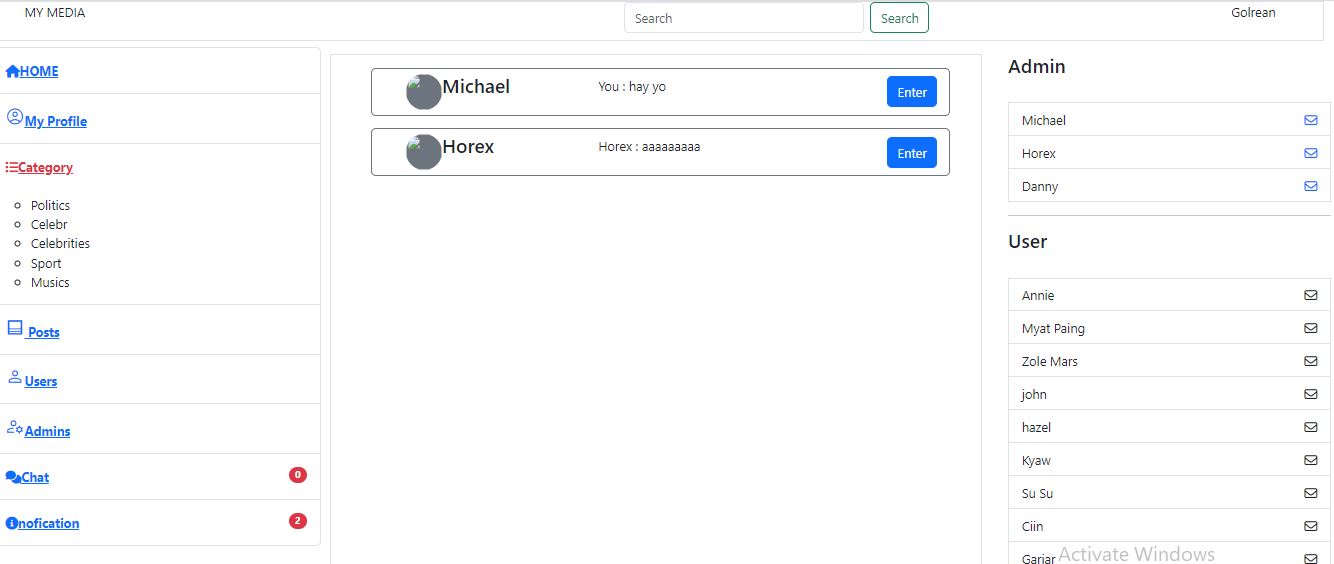 MY MEDIA
Search
Search
Golrean
HOME
My Profile
Category
Politics
Celebr
Celebrities
Sport
Musics
Posts
Users
Admins
Chat 0
nofication 2
Michael You : hay yo Enter
Horex Horex : aaaaaaaaa Enter
Admin
Michael
Horex
Danny
User
Annie
Myat Paing
Zole Mars
john
hazel
Kyaw
Su Su
Ciin
Gariar
Activate Windows